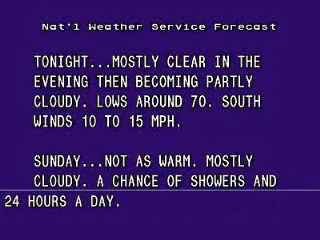 Nat'l Weather Service Forecast
TONIGHT...MOSTLY CLEAR IN THE
EVENING THEN BECOMING PARTLY
CLOUDY. LOWS AROUND 70. SOUTH
WINDS 10 TO 15 MPH.
SUNDAY...NOT AS WARM. MOSTLY
CLOUDY. A CHANCE OF SHOWERS AND
24 HOURS A DAY.